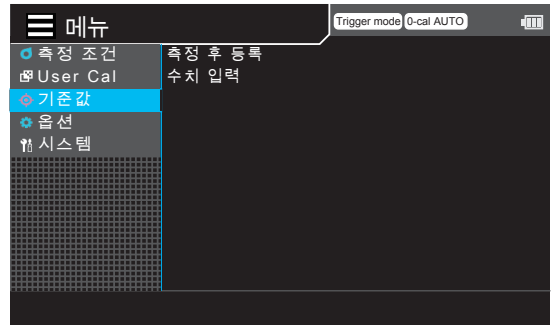 메뉴
Trigger mode 0-cal AUTO
측정 조건
User Cal
기준값
옵션
시스템
측정 후 등록
수치 입력